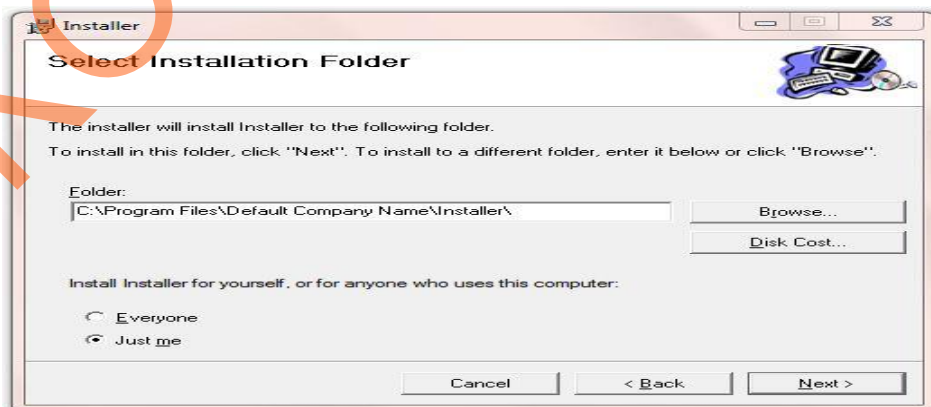 Installer
Select Installation Folder
The installer will install Installer to the following folder.
To install in this folder, click "Next". To install to a different folder, enter it below or click "Browse".
Folder:
C:\Program Files\Default Company Name\Installer\
Browse...
Disk Cost...
Install Installer for yourself, or for anyone who uses this computer:
Everyone
Just me
Cancel
< Back
Next >